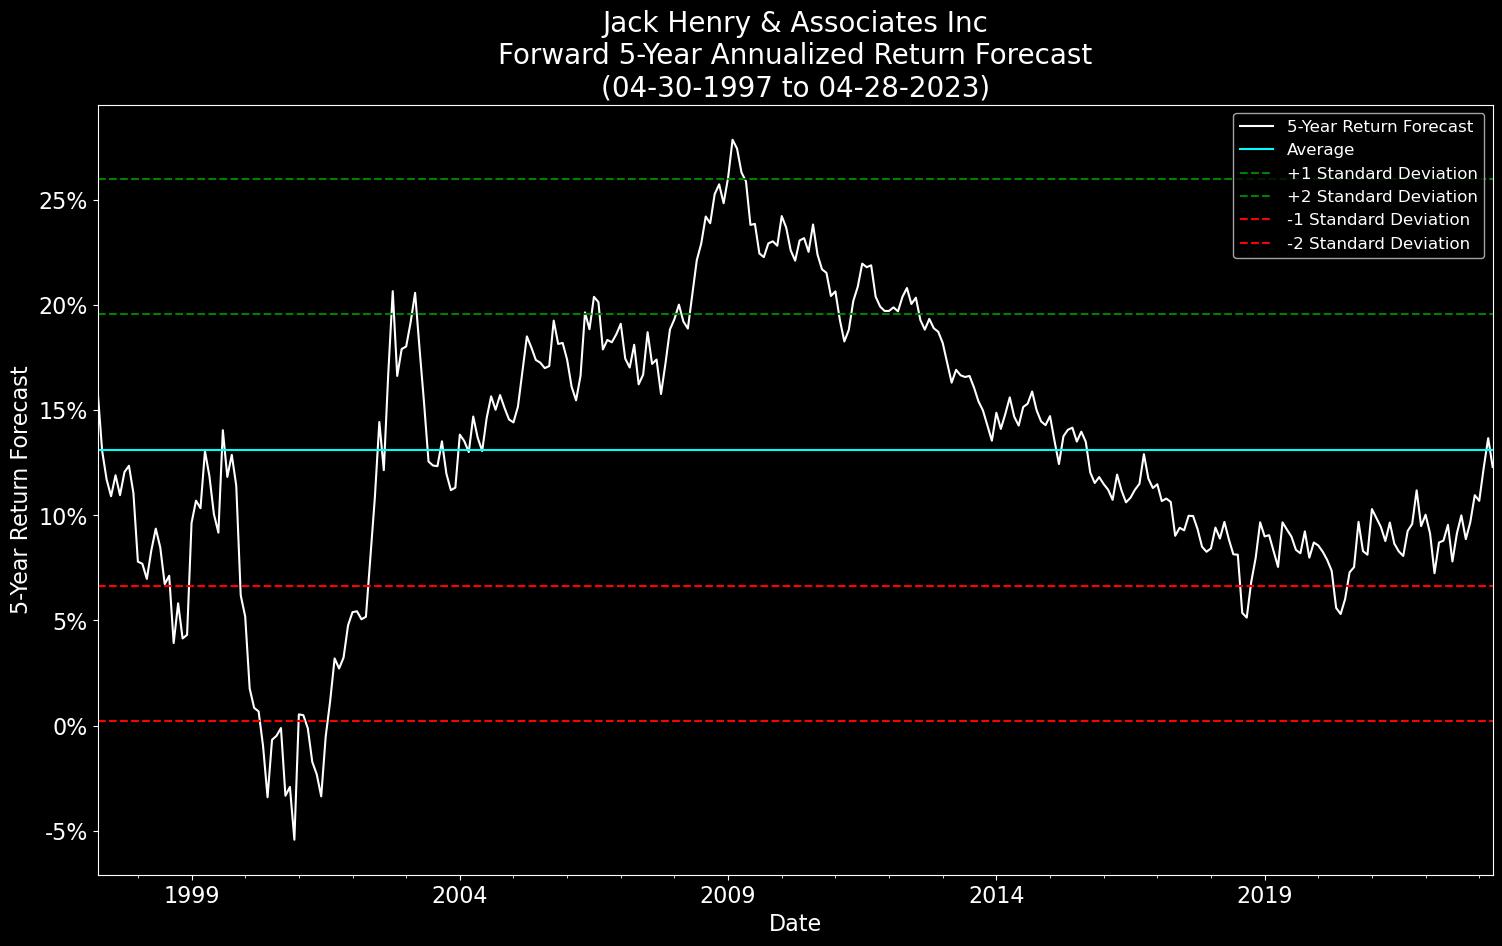 Jack Henry & Associates Inc
Forward 5-Year Annualized Return Forecast
(04-30-1997 to 04-28-2023)
5-Year Return Forecast
Average
+1 Standard Deviation
+2 Standard Deviation
-1 Standard Deviation
-2 Standard Deviation
25%
20%
15%
10%
5%
0%
-5%
5-Year Return Forecast
1999
2004
2009
2014
2019
Date